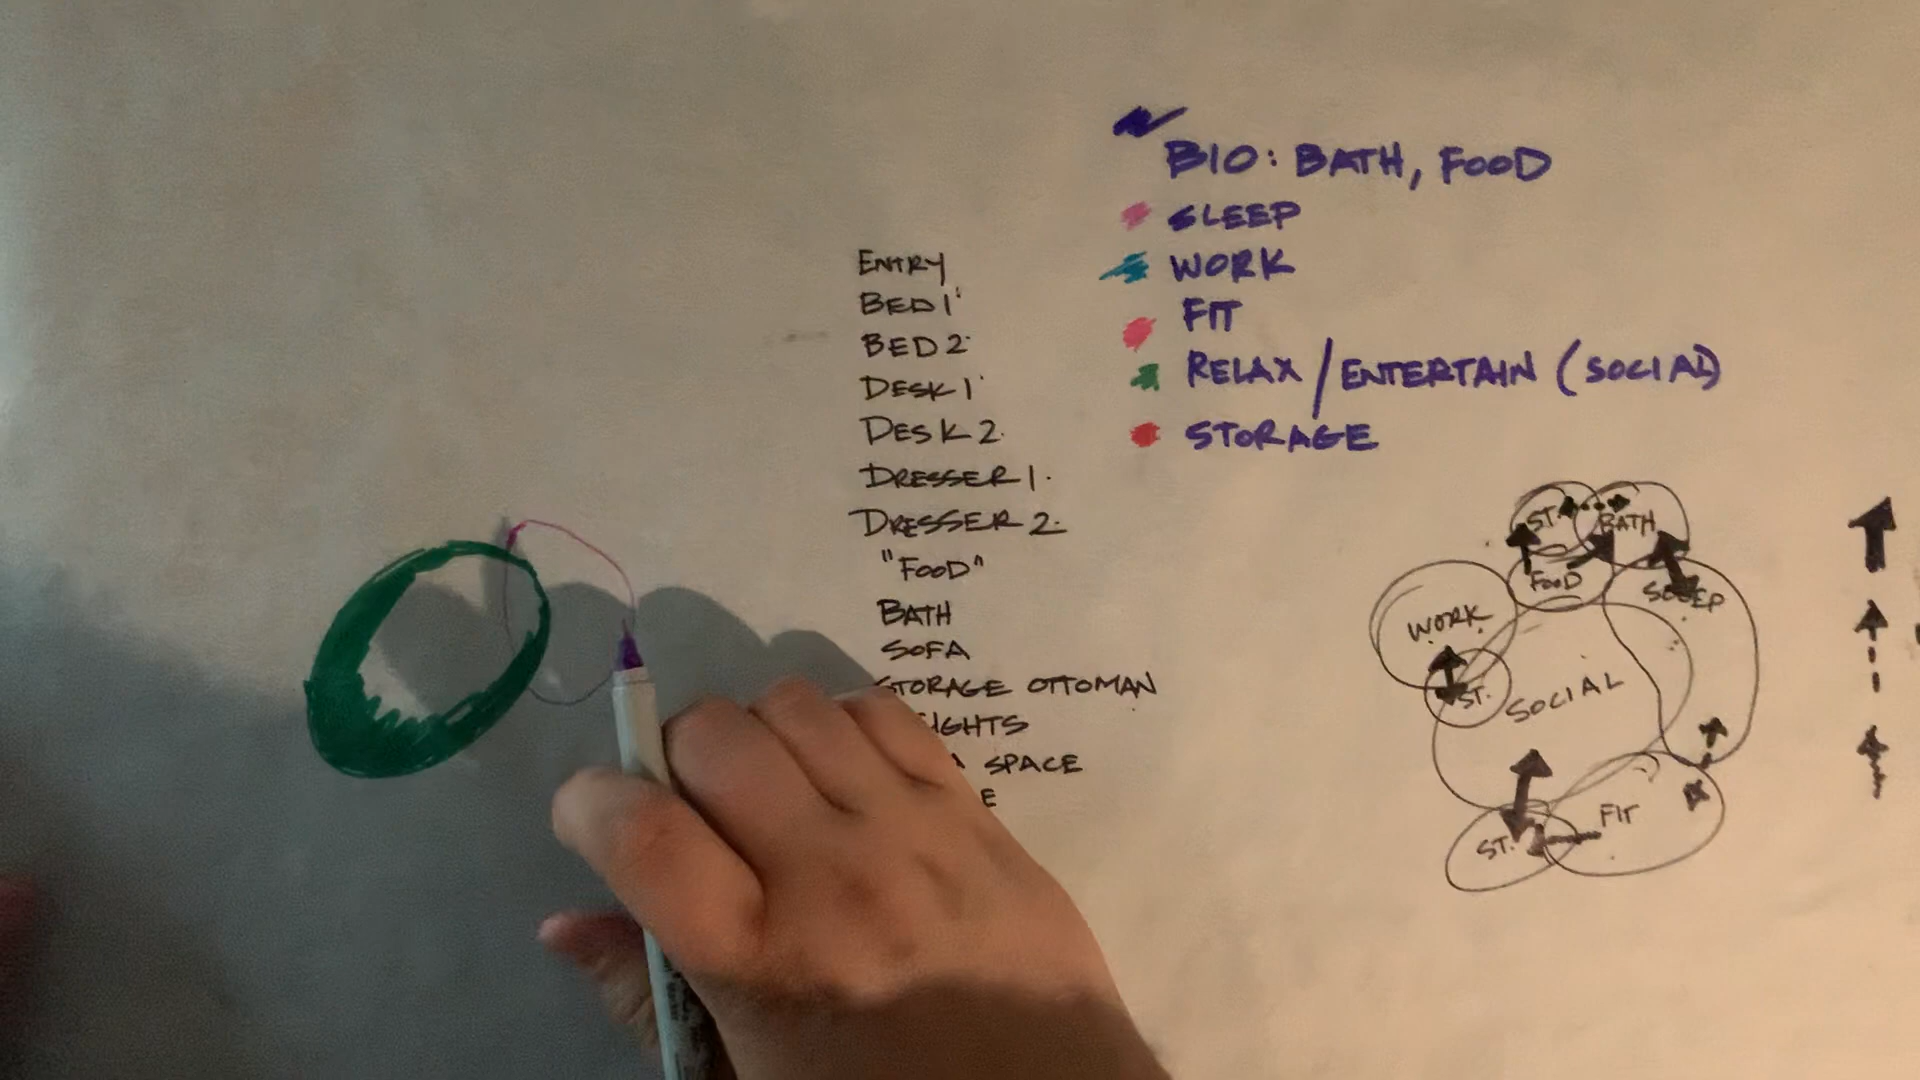 BIO: BATH, FOOD
SLEEP
WORK
FIT
RELAX / ENTERTAIN (SOCIAL)
STORAGE
ENTRY
BED 1
BED 2
DESK 1
DESK 2
DRESSER 1
DRESSER 2
"FOOD"
BATH
SOFA
STORAGE OTTOMAN
SPACE
ST.
BATH
FOOD
SLEEP
WORK
ST.
SOCIAL
FIT
ST.